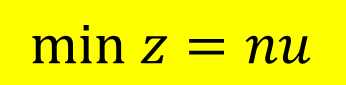 min z = nu